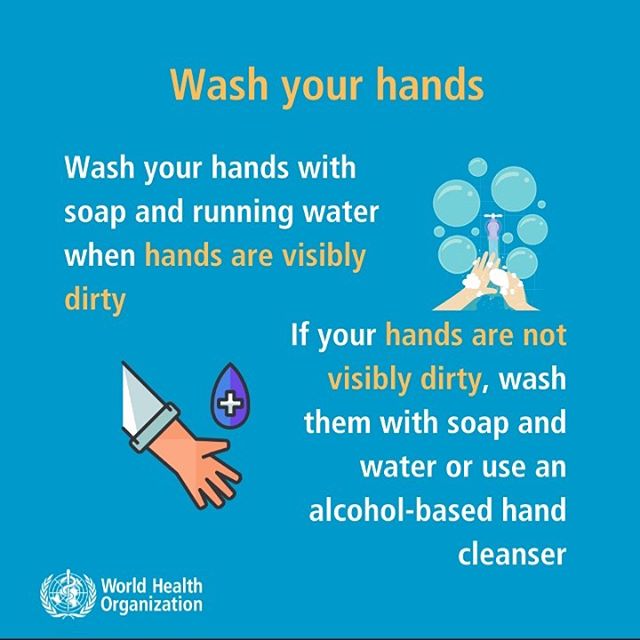 Wash your hands
Wash your hands with
soap and running water
when hands are visibly
dirty
If your hands are not
visibly dirty, wash
them with soap and
water or use an
alcohol-based hand
cleanser
World Health
Organization